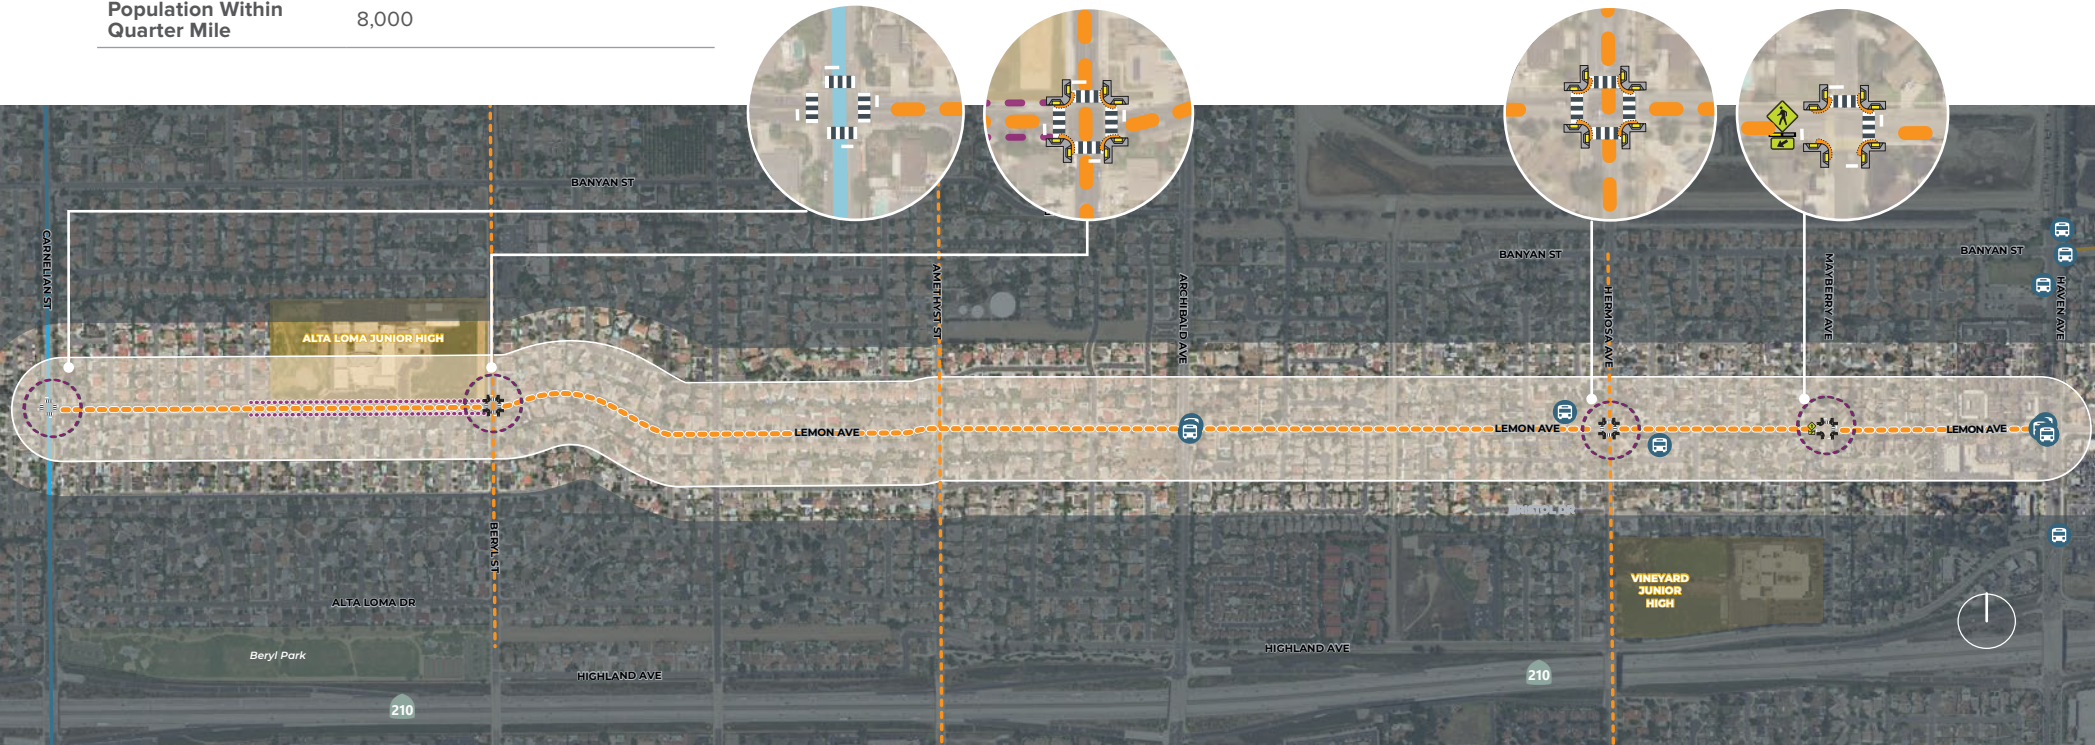 Population Within
Quarter Mile
8,000
BANYAN ST
CARNELIAN ST
AMETHYST ST
ARCHIBALD AVE
BANYAN ST
HERMOSA AVE
MAYBERRY AVE
BANYAN ST
HAVEN AVE
ALTA LOMA JUNIOR HIGH
LEMON AVE
LEMON AVE
LEMON AVE
BRISTOL DR
BERYL ST
ALTA LOMA DR
VINEYARD
JUNIOR
HIGH
Beryl Park
HIGHLAND AVE
HIGHLAND AVE
210
210